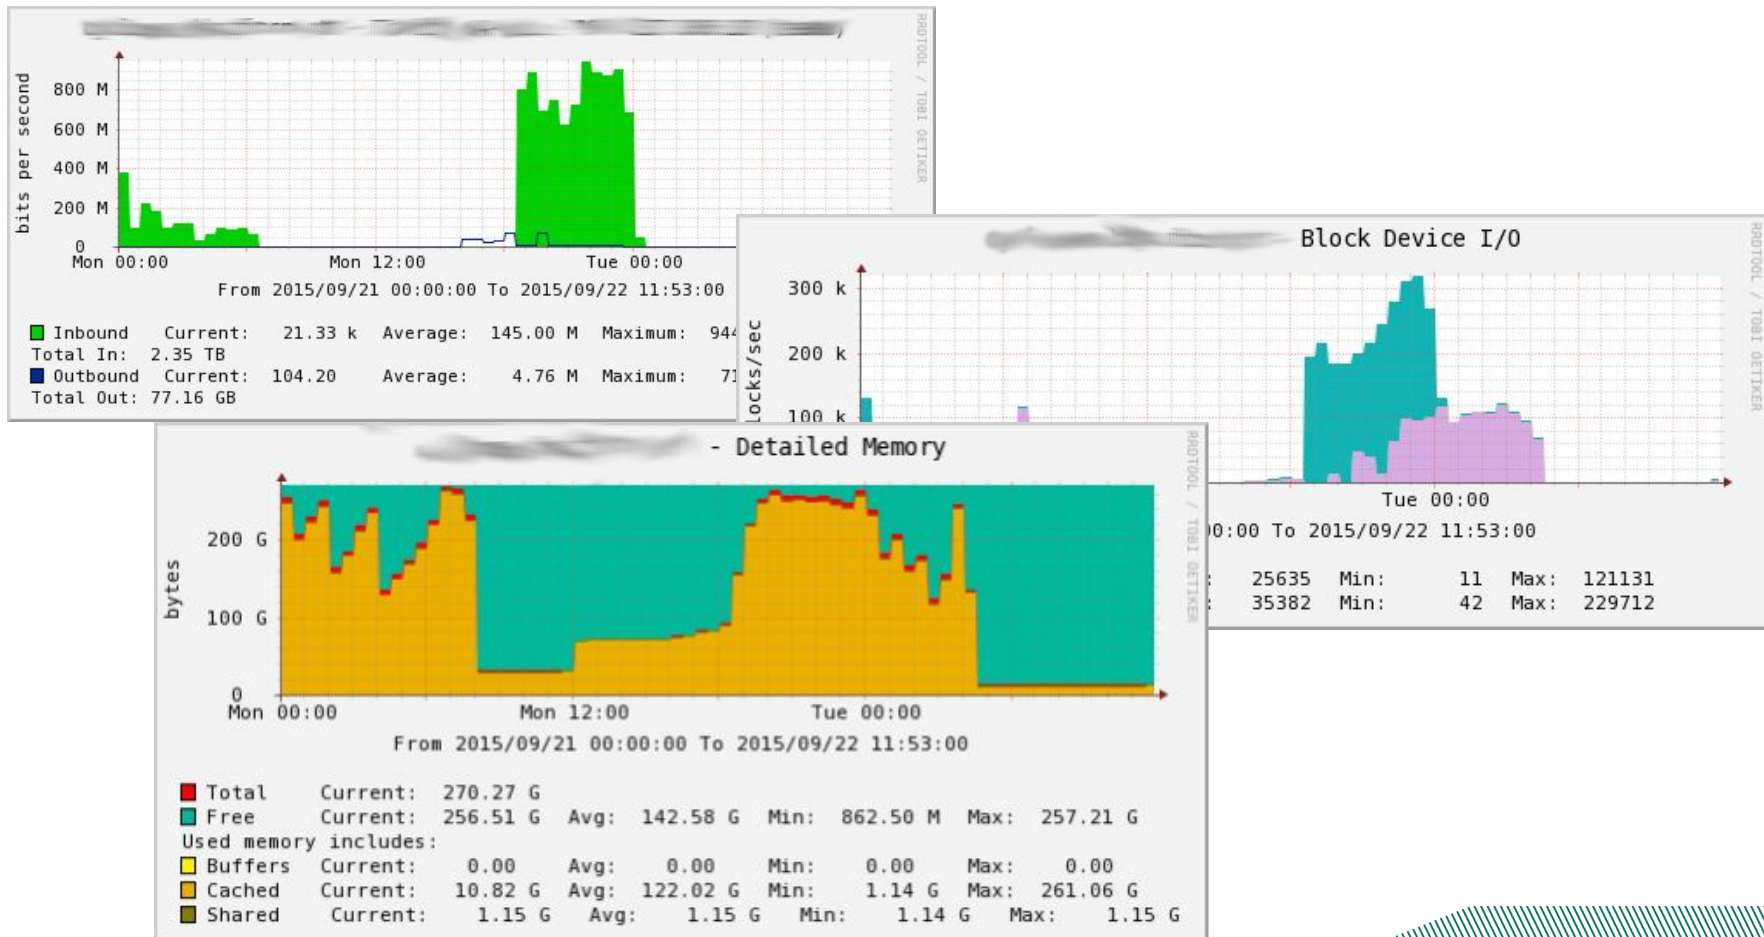 RRDTOOL / TOBI OETIKER
bits per second
800 M
600 M
400 M
200 M
0
Mon 00:00 Mon 12:00 Tue 00:00
From 2015/09/21 00:00:00 To 2015/09/22 11:53:00
Inbound Current: 21.33 k Average: 145.00 M Maximum: 944
Total In: 2.35 TB
Outbound Current: 104.20 Average: 4.76 M Maximum: 71
Total Out: 77.16 GB
Block Device I/O
RRDTOOL / TOBI OETIKER
locks/sec
300 k
200 k
100 k
Tue 00:00
00:00 To 2015/09/22 11:53:00
: 25635 Min: 11 Max: 121131
: 35382 Min: 42 Max: 229712
- Detailed Memory
RRDTOOL / TOBI OETIKER
bytes
200 G
100 G
0
Mon 00:00 Mon 12:00 Tue 00:00
From 2015/09/21 00:00:00 To 2015/09/22 11:53:00
Total Current: 270.27 G
Free Current: 256.51 G Avg: 142.58 G Min: 862.50 M Max: 257.21 G
Used memory includes:
Buffers Current: 0.00 Avg: 0.00 Min: 0.00 Max: 0.00
Cached Current: 10.82 G Avg: 122.02 G Min: 1.14 G Max: 261.06 G
Shared Current: 1.15 G Avg: 1.15 G Min: 1.14 G Max: 1.15 G